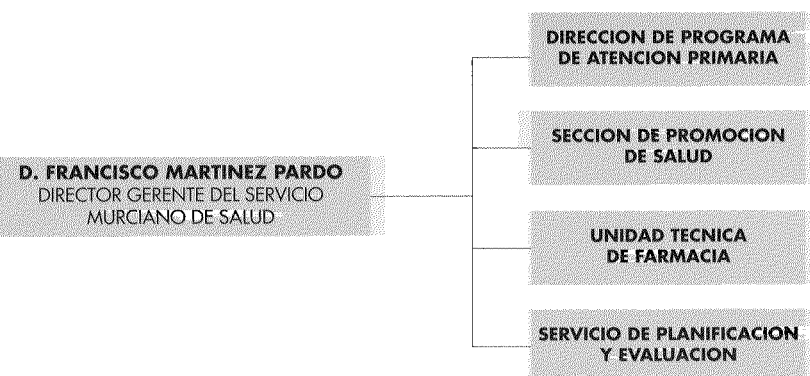 D. FRANCISCO MARTINEZ PARDO
DIRECTOR GERENTE DEL SERVICIO
MURCIANO DE SALUD
DIRECCION DE PROGRAMA
DE ATENCION PRIMARIA
SECCION DE PROMOCION
DE SALUD
UNIDAD TECNICA
DE FARMACIA
SERVICIO DE PLANIFICACION
Y EVALUACION